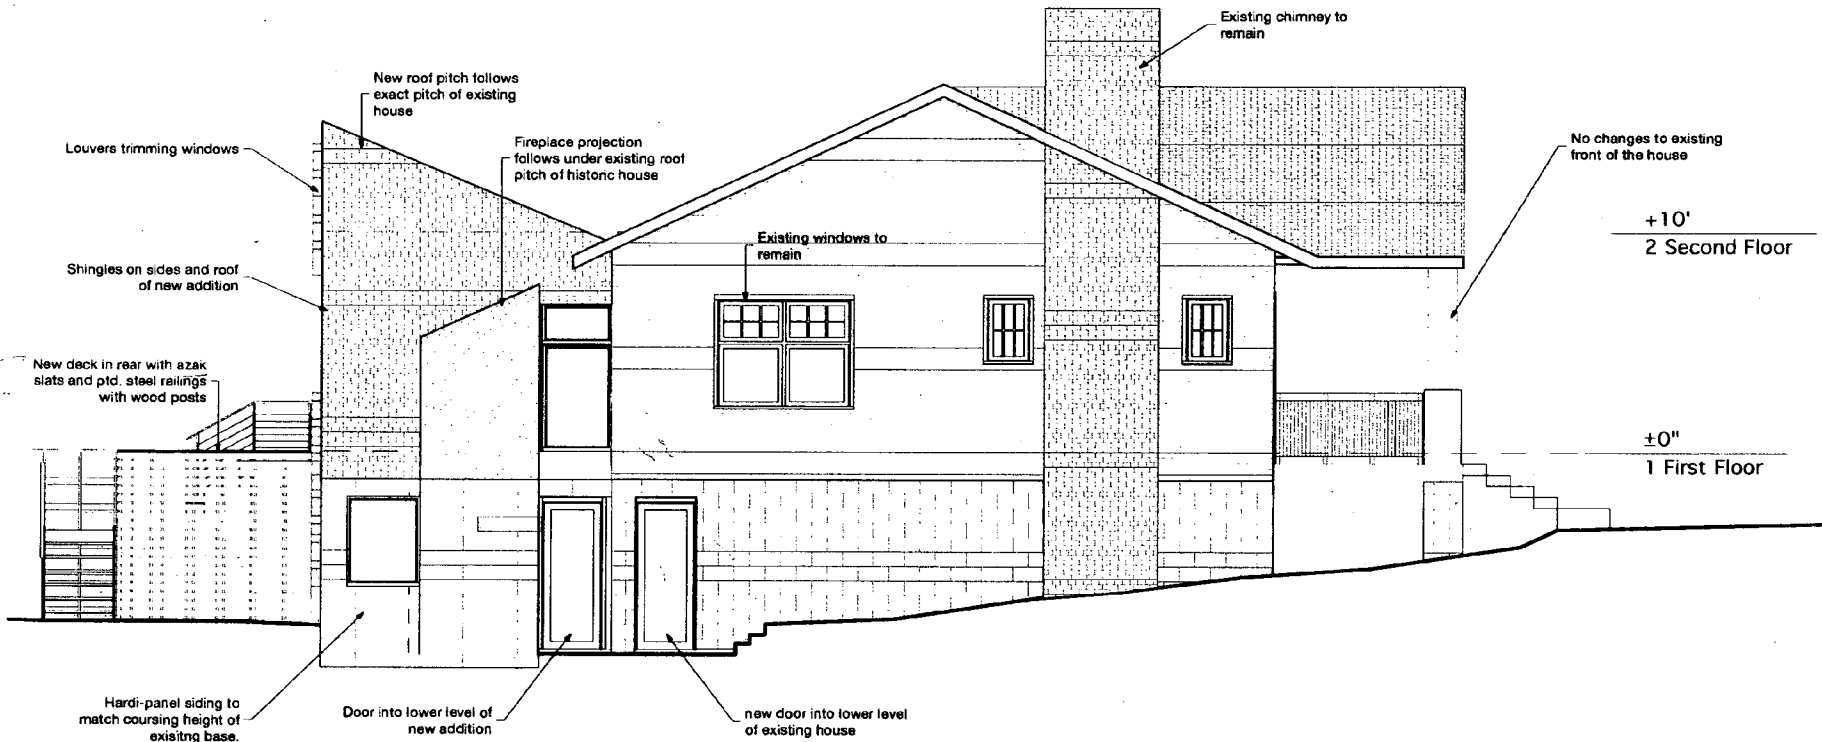 Existing chimney to
remain
New roof pitch follows
exact pitch of existing
house
Louvers trimming windows
Fireplace projection
follows under existing roof
pitch of historic house
No changes to existing
front of the house
+10'
2 Second Floor
Existing windows to
remain
Shingles on sides and roof
of new addition
New deck in rear with azak
slats and ptd. steel railings
with wood posts
±0"
1 First Floor
Hardi-panel siding to
match coursing height of
exisitng base.
Door into lower level of
new addition
new door into lower level
of existing house